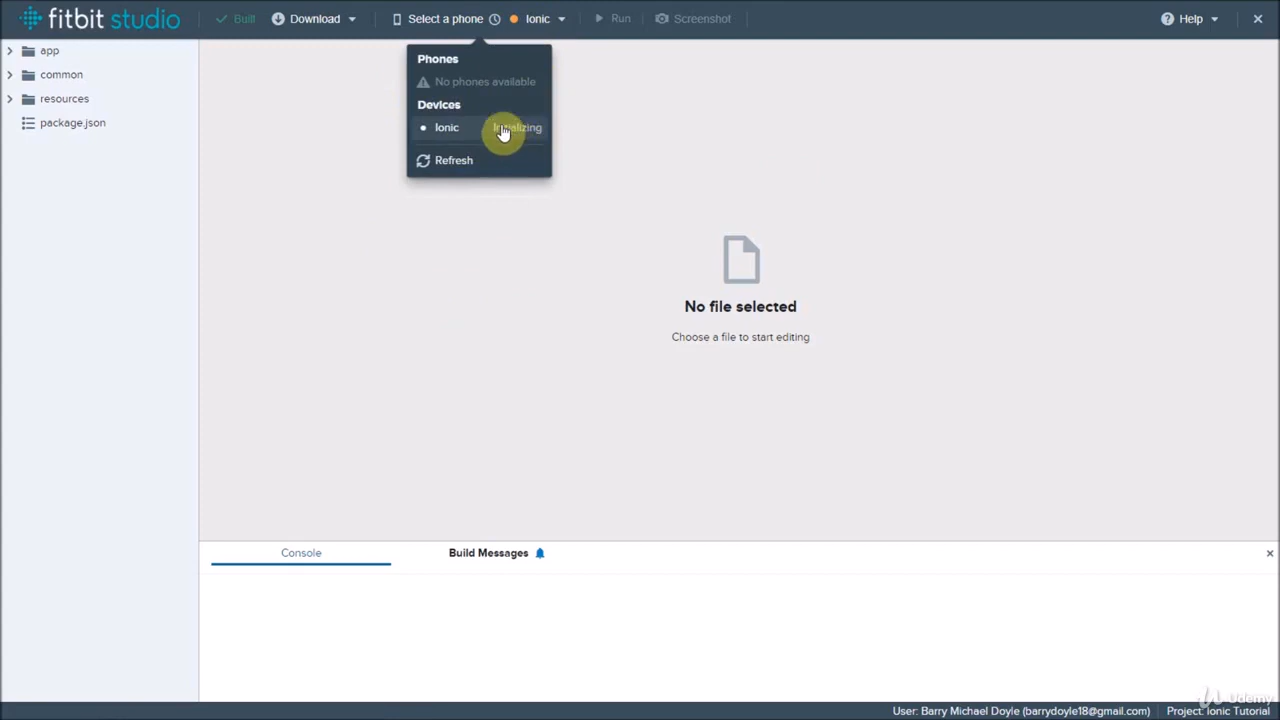 fitbit studio
Built
Download
Select a phone
Ionic
Run
Screenshot
Help
app
common
resources
package.json
Phones
No phones available
Devices
Ionic
Initializing
Refresh
No file selected
Choose a file to start editing
Console
Build Messages
User: Barry Michael Doyle (barrydoyle18@gmail.com)
Project: Ionic Tutorial
Udemy